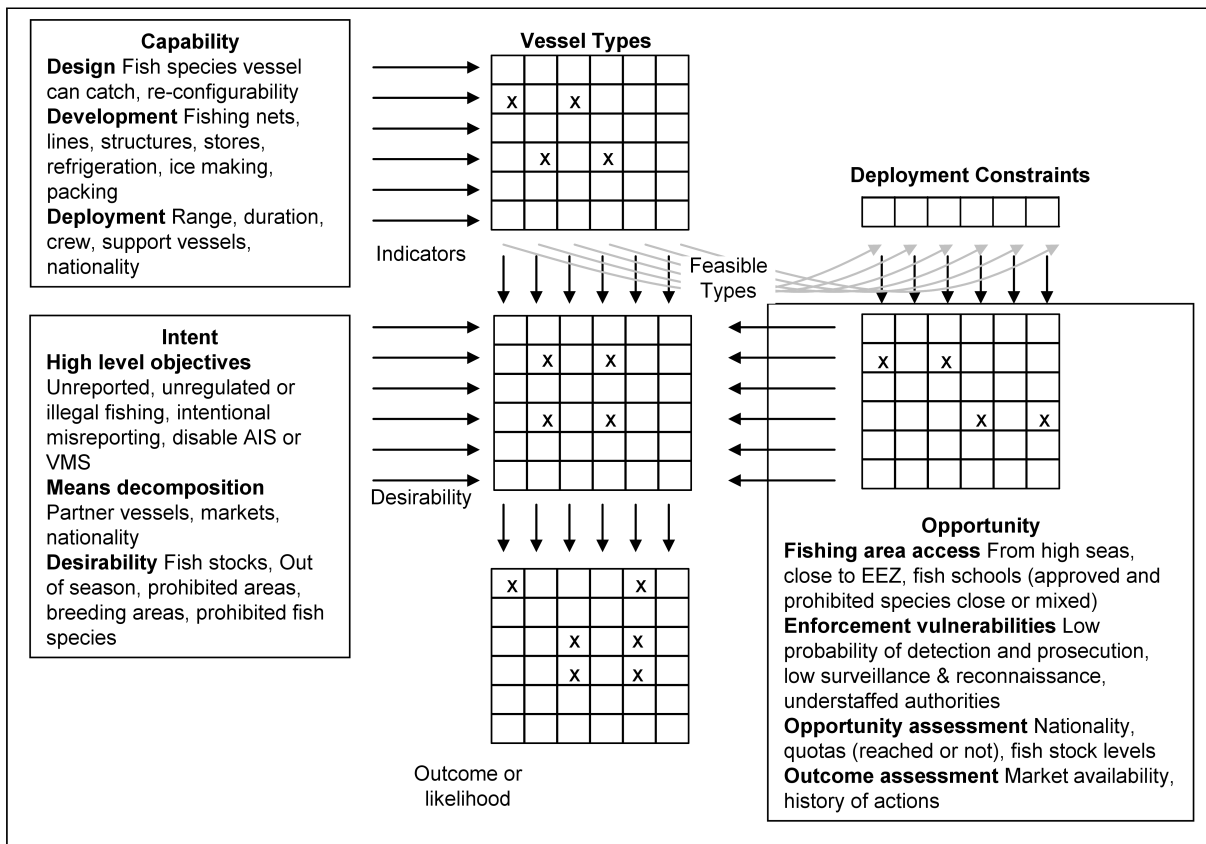 Capability
Design Fish species vessel
can catch, re-configurability
Development Fishing nets,
lines, structures, stores,
refrigeration, ice making,
packing
Deployment Range, duration,
crew, support vessels,
nationality
Indicators
Vessel Types
X X
X X
Deployment Constraints
Feasible
Types
Intent
High level objectives
Unreported, unregulated or
illegal fishing, intentional
misreporting, disable AIS or
VMS
Means decomposition
Partner vessels, markets,
nationality
Desirability Fish stocks, Out
of season, prohibited areas,
breeding areas, prohibited fish
species
Desirability
X X
X X
X X
X X
Opportunity
Fishing area access From high seas,
close to EEZ, fish schools (approved and
prohibited species close or mixed)
Enforcement vulnerabilities Low
probability of detection and prosecution,
low surveillance & reconnaissance,
understaffed authorities
Opportunity assessment Nationality,
quotas (reached or not), fish stock levels
Outcome assessment Market availability,
history of actions
X X
X X
X X
Outcome or
likelihood